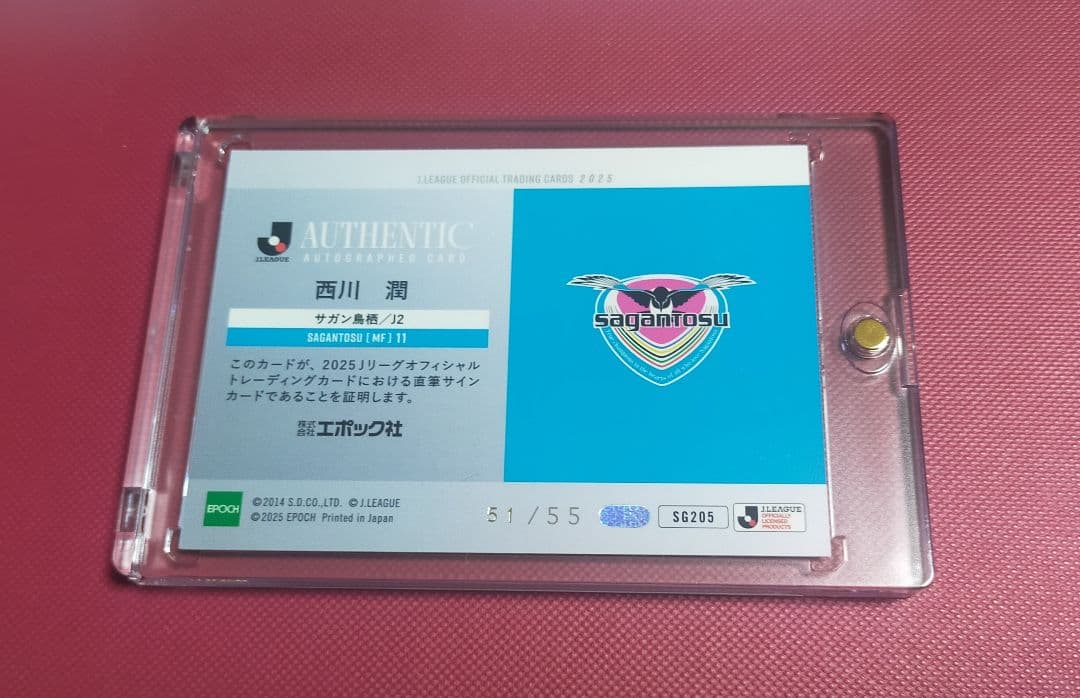 J.LEAGUE OFFICIAL TRADING CARDS 2025
J.LEAGUE
AUTHENTIC
AUTOGRAPHED CARD
西川 潤
サガン鳥栖/J2
SAGANTOSU [MF] 11
このカードが、2025Jリーグオフィシャル
トレーディングカードにおける直筆サイン
カードであることを証明します。
株式会社エポック社
sagantosu
EPOCH
©2014 S.D.CO.,LTD. ©J.LEAGUE
©2025 EPOCH Printed in Japan
51/55
SG205
J.LEAGUE
OFFICIALLY
LICENSED
PRODUCTS